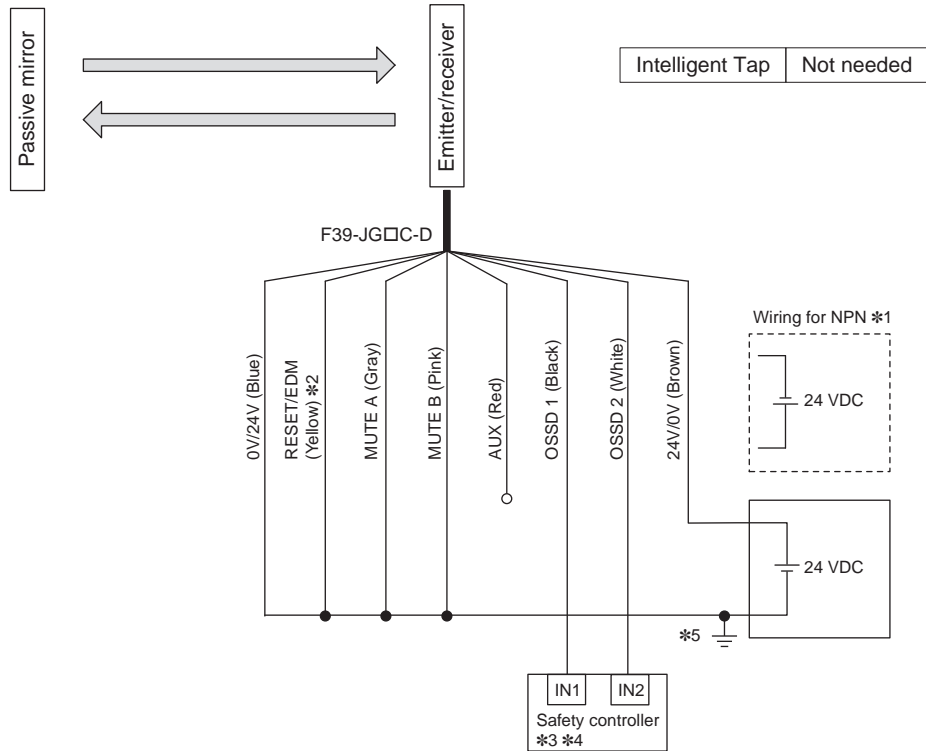 Passive mirror
Emitter/receiver
Intelligent Tap Not needed
F39-JG□C-D
0V/24V (Blue)
RESET/EDM
(Yellow) ✱2
MUTE A (Gray)
MUTE B (Pink)
AUX (Red)
OSSD 1 (Black)
OSSD 2 (White)
24V/0V (Brown)
Wiring for NPN ✱1
24 VDC
24 VDC
✱5
IN1 IN2
Safety controller
✱3 ✱4